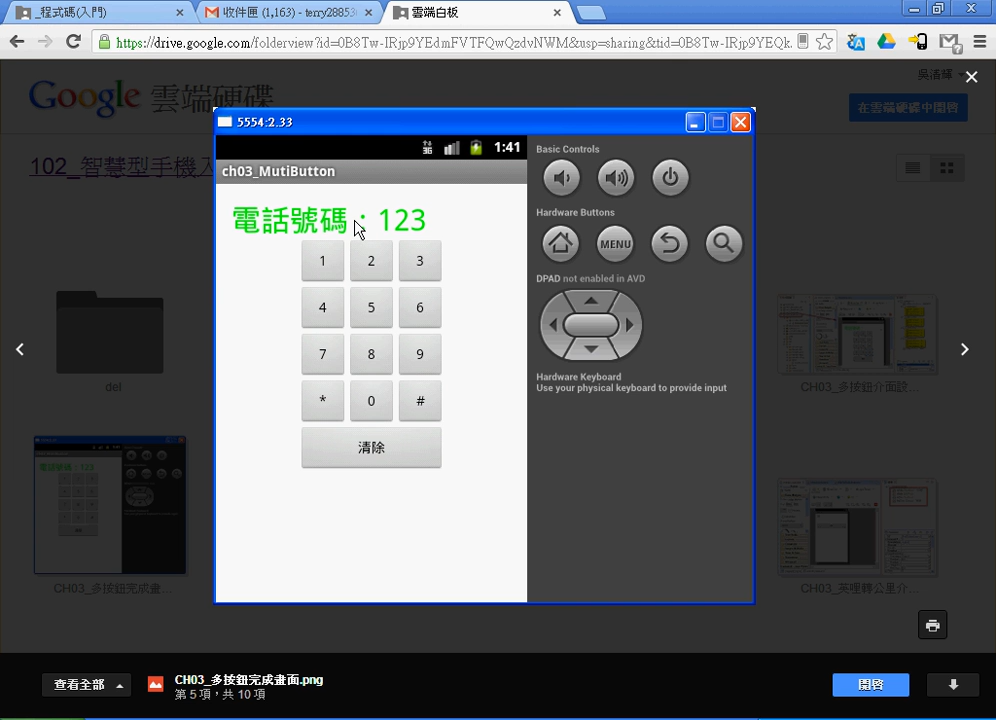 _程式碼(入門)
收件匣 (1,163) - terry28853
雲端白板
https://drive.google.com/folderview?id=0B8Tw-IRjp9YEdmFVTFQwQzdvNWM&usp=sharing&tid=0B8Tw-IRjp9YEQk.
Google 雲端硬碟
在雲端硬碟中開啟
102_智慧型手機入
5554:2.33
1:41
ch03_MutiButton
電話號碼：123
1 2 3
4 5 6
7 8 9
* 0 #
清除
Basic Controls
Hardware Buttons
MENU
DPAD not enabled in AVD
Hardware Keyboard
Use your physical keyboard to provide input
del
CH03_多按鈕介面設...
CH03_多按鈕完成畫...
CH03_英哩轉公里介...
查看全部
CH03_多按鈕完成畫面.png
第 5 項，共 10 項
開啓